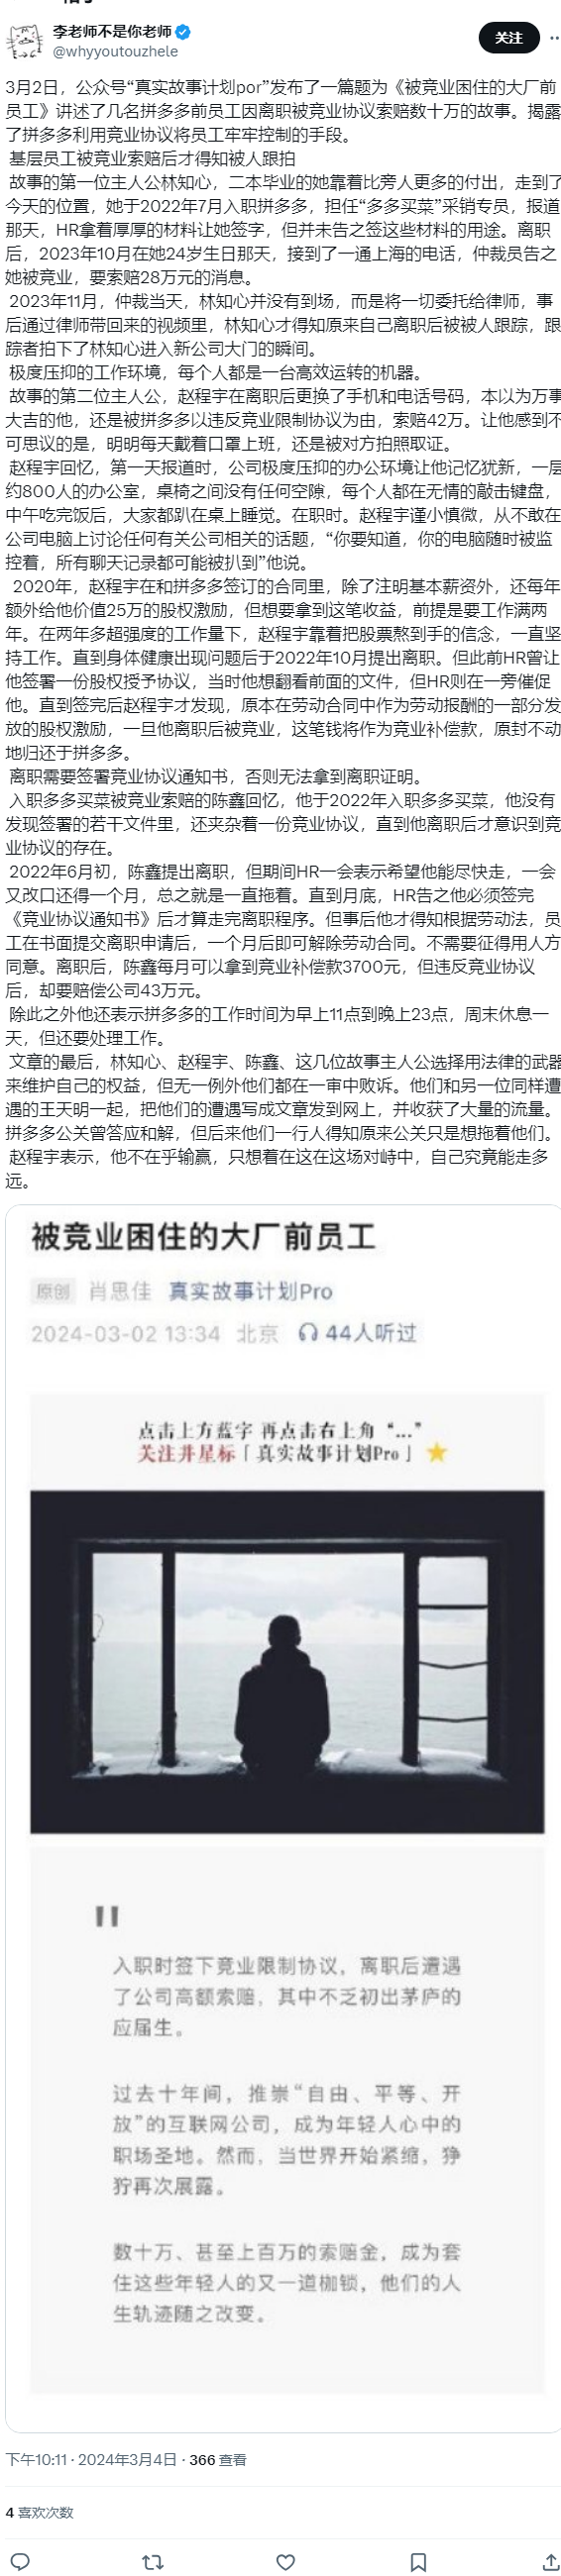 李老师不是你老师
@whyyoutouzhele
关注
3月2日，公众号“真实故事计划por”发布了一篇题为《被竞业困住的大厂前
员工》讲述了几名拼多多前员工因离职被竞业协议索赔数十万的故事。揭露
了拼多多利用竞业协议将员工牢牢控制的手段。
基层员工被竞业索赔后才得知被人跟拍
故事的第一位主人公林知心，二本毕业的她靠着比旁人更多的付出，走到了
今天的位置，她于2022年7月入职拼多多，担任“多多买菜”采销专员，报道
那天，HR拿着厚厚的材料让她签字，但并未告之签这些材料的用途。离职
后，2023年10月在她24岁生日那天，接到了一通上海的电话，仲裁员告之
她被竞业，要索赔28万元的消息。
2023年11月，仲裁当天，林知心并没有到场，而是将一切委托给律师，事
后通过律师带回来的视频里，林知心才得知原来自己离职后被被人跟踪，跟
踪者拍下了林知心进入新公司大门的瞬间。
极度压抑的工作环境，每个人都是一台高效运转的机器。
故事的第二位主人公，赵程宇在离职后更换了手机和电话号码，本以为万事
大吉的他，还是被拼多多以违反竞业限制协议为由，索赔42万。让他感到不
可思议的是，明明每天戴着口罩上班，还是被对方拍照取证。
赵程宇回忆，第一天报道时，公司极度压抑的办公环境让他记忆犹新，一层
约800人的办公室，桌椅之间没有任何空隙，每个人都在无情的敲击键盘，
中午吃完饭后，大家都趴在桌上睡觉。在职时。赵程宇谨小慎微，从不敢在
公司电脑上讨论任何有关公司相关的话题，“你要知道，你的电脑随时被监
控着，所有聊天记录都可能被扒到”他说。
2020年，赵程宇在和拼多多签订的合同里，除了注明基本薪资外，还每年
额外给他价值25万的股权激励，但想要拿到这笔收益，前提是要工作满两
年。在两年多超强度的工作量下，赵程宇靠着把股票熬到手的信念，一直坚
持工作。直到身体健康出现问题后于2022年10月提出离职。但此前HR曾让
他签署一份股权授予协议，当时他想翻看前面的文件，但HR则在一旁催促
他。直到签完后赵程宇才发现，原本在劳动合同中作为劳动报酬的一部分发
放的股权激励，一旦他离职后被竞业，这笔钱将作为竞业补偿款，原封不动
地归还于拼多多。
离职需要签署竞业协议通知书，否则无法拿到离职证明。
入职多多买菜被竞业索赔的陈鑫回忆，他于2022年入职多多买菜，他没有
发现签署的若干文件里，还夹杂着一份竞业协议，直到他离职后才意识到竞
业协议的存在。
2022年6月初，陈鑫提出离职，但期间HR一会表示希望他能尽快走，一会
又改口还得一个月，总之就是一直拖着。直到月底，HR告之他必须签完
《竞业协议通知书》后才算走完离职程序。但事后他才得知根据劳动法，员
工在书面提交离职申请后，一个月后即可解除劳动合同。不需要征得用人方
同意。离职后，陈鑫每月可以拿到竞业补偿款3700元，但违反竞业协议
后，却要赔偿公司43万元。
除此之外他还表示拼多多的工作时间为早上11点到晚上23点，周末休息一
天，但还要处理工作。
文章的最后，林知心、赵程宇、陈鑫、这几位故事主人公选择用法律的武器
来维护自己的权益，但无一例外他们都在一审中败诉。他们和另一位同样遭
遇的王天明一起，把他们的遭遇写成文章发到网上，并收获了大量的流量。
拼多多公关曾答应和解，但后来他们一行人得知原来公关只是想拖着他们。
赵程宇表示，他不在乎输赢，只想着在这在这场对峙中，自己究竟能走多
远。
被竞业困住的大厂前员工
原创 肖思佳 真实故事计划Pro
2024-03-02 13:34 北京 44人听过
点击上方蓝字 再点击右上角“...”
关注并星标「真实故事计划Pro」
入职时签下竞业限制协议，离职后遭遇
了公司高额索赔，其中不乏初出茅庐的
应届生。
过去十年间，推崇“自由、平等、开
放”的互联网公司，成为年轻人心中的
职场圣地。然而，当世界开始紧缩，狰
狞再次展露。
数十万、甚至上百万的索赔金，成为套
住这些年轻人的又一道枷锁，他们的人
生轨迹随之改变。
下午10:11 · 2024年3月4日 · 366 查看
4 喜欢次数